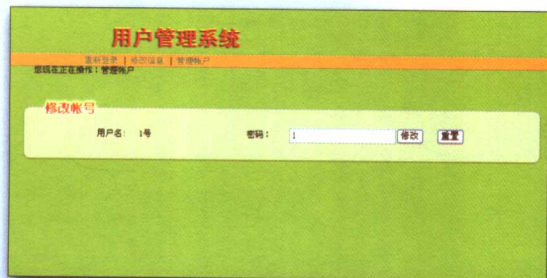 用户管理系统
重新登录 | 修改信息 | 管理帐户
您现在正在操作：管理帐户
修改帐号
用户名： 1号 密码： 1 修改 重置